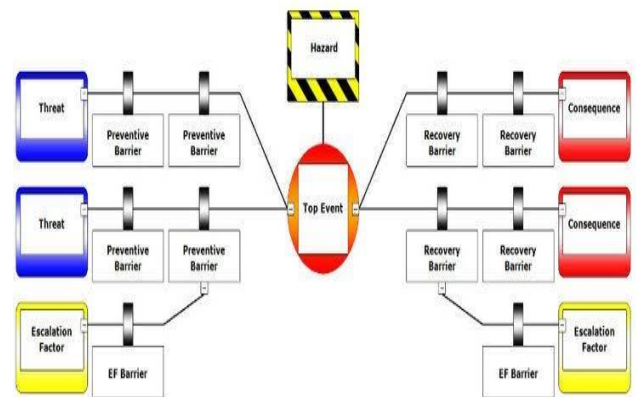 Hazard
Threat
Preventive
Barrier
Preventive
Barrier
Recovery
Barrier
Recovery
Barrier
Consequence
Top Event
Threat
Preventive
Barrier
Preventive
Barrier
Recovery
Barrier
Recovery
Barrier
Consequence
Escalation
Factor
EF Barrier
EF Barrier
Escalation
Factor